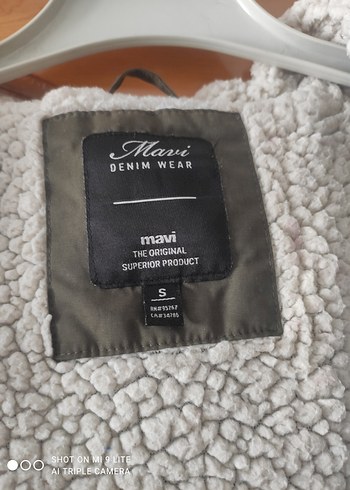 Mavi
DENIM WEAR
mavi
THE ORIGINAL
SUPERIOR PRODUCT
S
SHOT ON MI 9 LITE
AI TRIPLE CAMERA